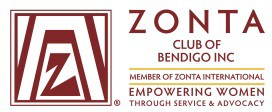 ZONTA
CLUB OF
BENDIGO INC
MEMBER OF ZONTA INTERNATIONAL
EMPOWERING WOMEN
THROUGH SERVICE & ADVOCACY
Z
®